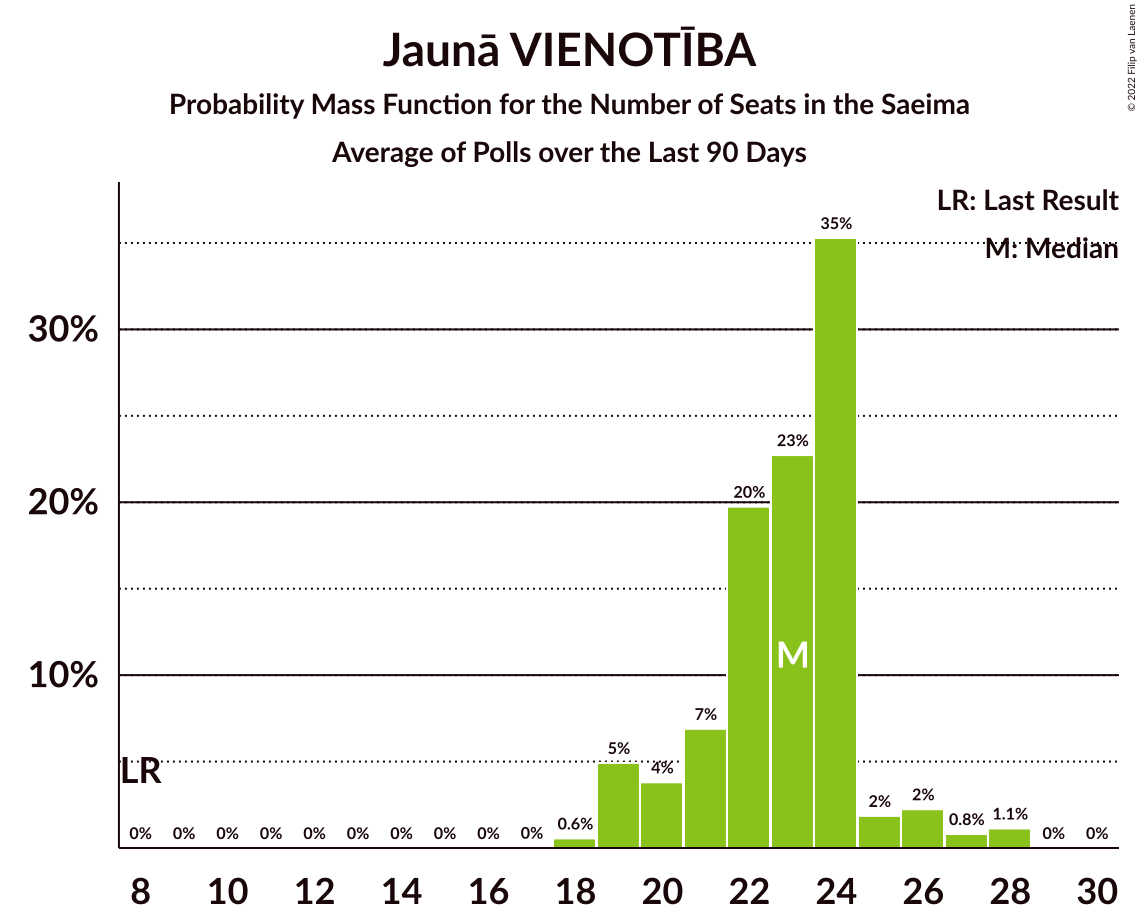 © 2022 Filip van Laenen
Jaunā VIENOTĪBA
Probability Mass Function for the Number of Seats in the Saeima
Average of Polls over the Last 90 Days
LR: Last Result
M: Median
35%
30%
23%
20%
20%
M
10%
7%
LR
5%
4%
0% 0% 0% 0% 0% 0% 0% 0% 0% 0% 0.6% 2% 2% 0.8% 1.1% 0% 0%
8 10 12 14 16 18 20 22 24 26 28 30